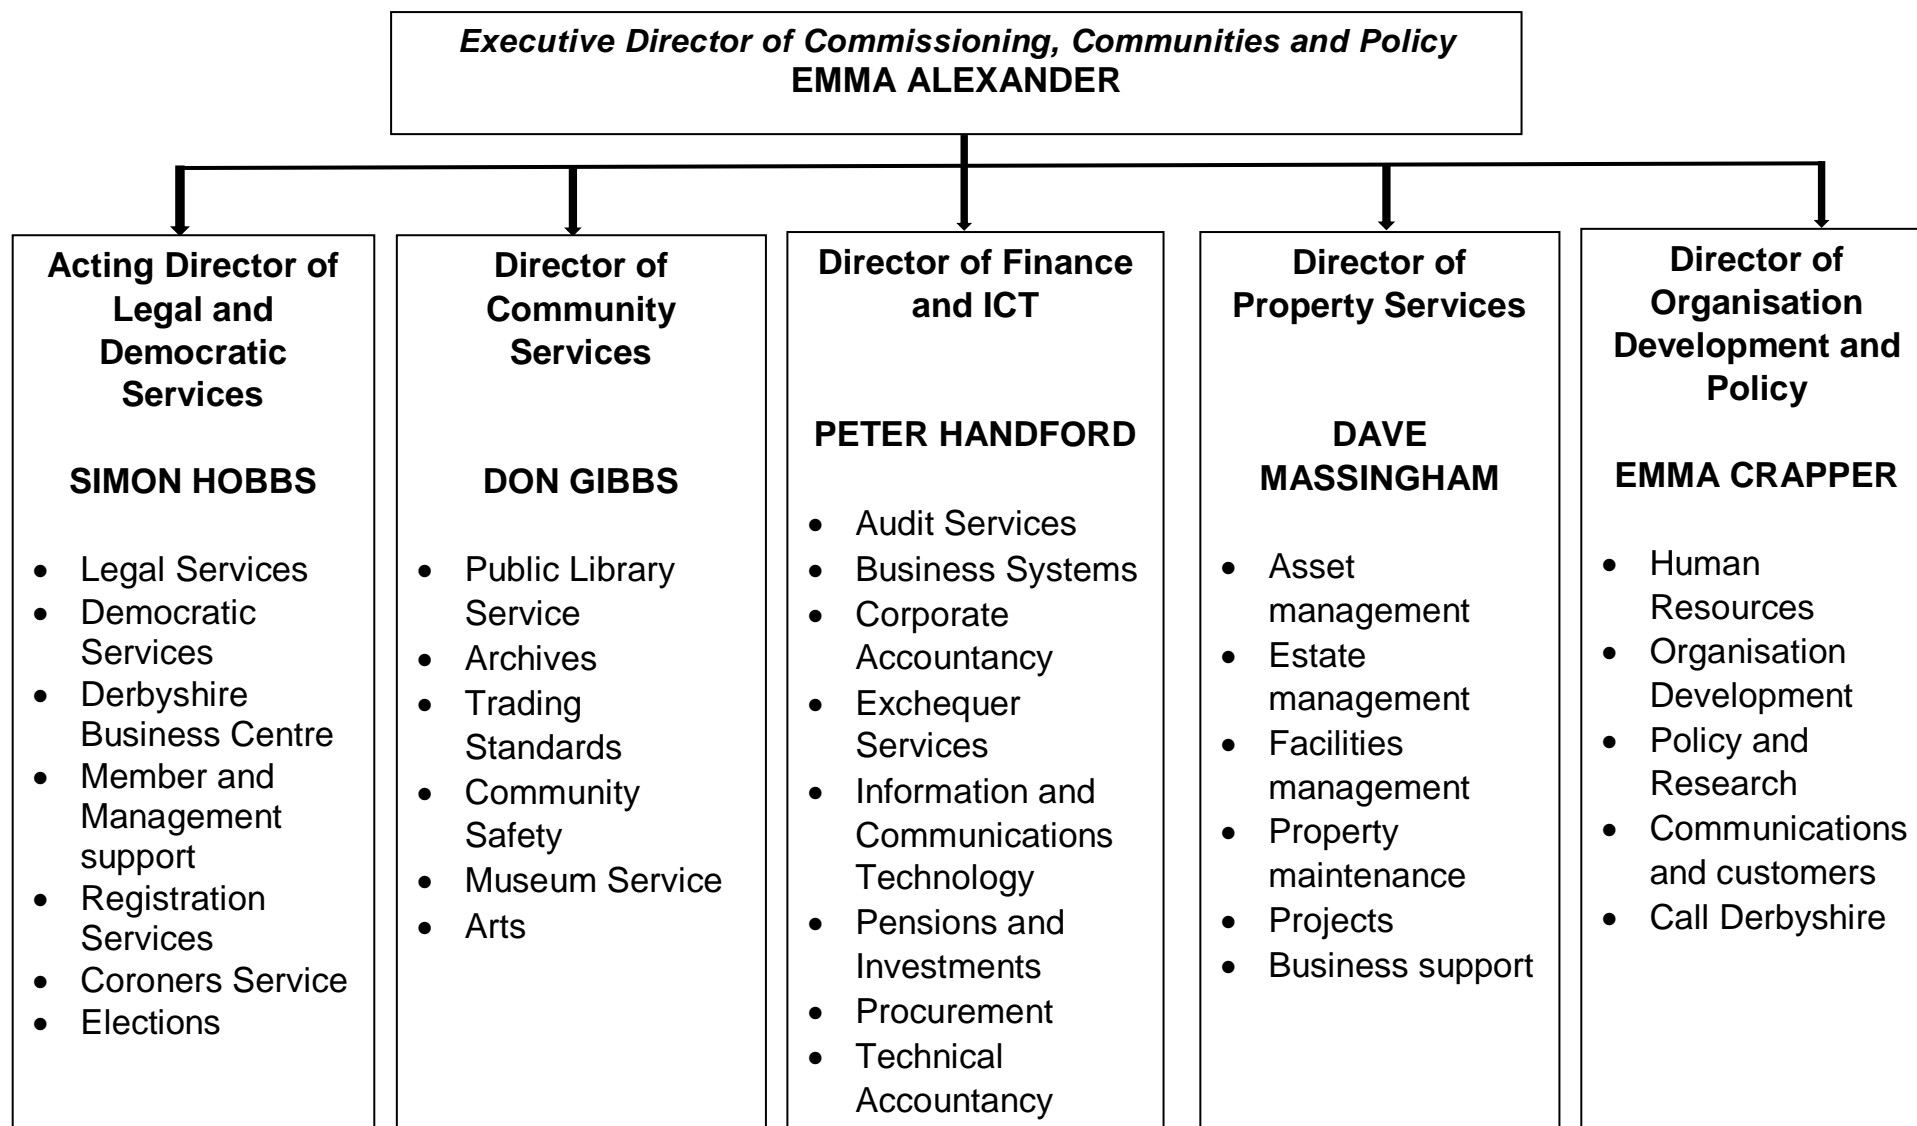 Executive Director of Commissioning, Communities and Policy
EMMA ALEXANDER
Acting Director of
Legal and
Democratic
Services
SIMON HOBBS
• Legal Services
• Democratic
Services
• Derbyshire
Business Centre
• Member and
Management
support
• Registration
Services
• Coroners Service
• Elections
Director of
Community
Services
DON GIBBS
• Public Library
Service
• Archives
• Trading
Standards
• Community
Safety
• Museum Service
• Arts
Director of Finance
and ICT
PETER HANDFORD
• Audit Services
• Business Systems
• Corporate
Accountancy
• Exchequer
Services
• Information and
Communications
Technology
• Pensions and
Investments
• Procurement
• Technical
Accountancy
Director of
Property Services
DAVE
MASSINGHAM
• Asset
management
• Estate
management
• Facilities
management
• Property
maintenance
• Projects
• Business support
Director of
Organisation
Development and
Policy
EMMA CRAPPER
• Human
Resources
• Organisation
Development
• Policy and
Research
• Communications
and customers
• Call Derbyshire